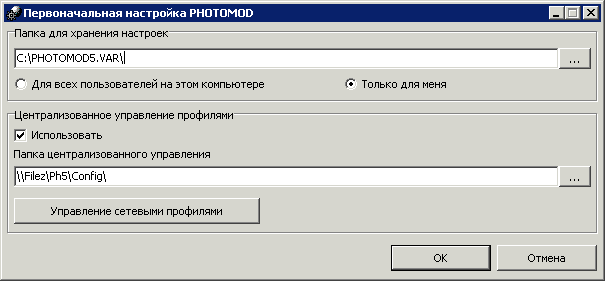 Первоначальная настройка PHOTOMOD
Папка для хранения настроек
C:\PHOTOMOD5.VAR\
...
Для всех пользователей на этом компьютере
Только для меня
Централизованное управление профилями
Использовать
Папка централизованного управления
\\Filez\Ph5\Config\
...
Управление сетевыми профилями
OK
Отмена